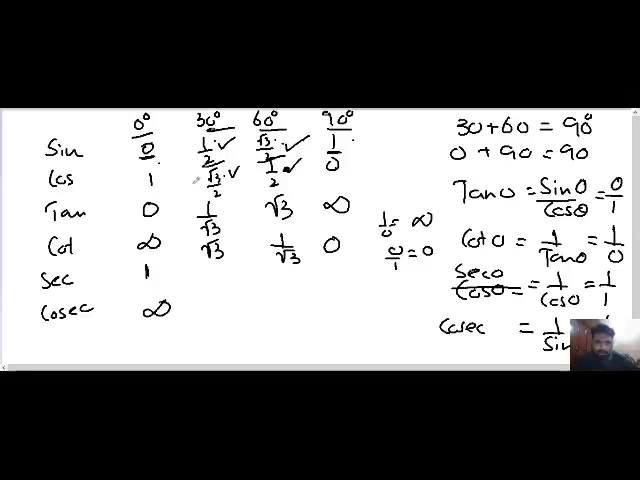 0° 30° 60° 90°
Sin 0 1/2 √3/2 1
Cos 1 √3/2 1/2 0
Tan 0 1/√3 √3 ∞
Cot ∞ √3 1/√3 0
Sec 1
Cosec ∞
1/0 = ∞
0/1 = 0
30+60 = 90°
0 + 90 = 90
Tan0 = Sin0/Cos0 = 0/1
Cot0 = 1/Tan0 = 1/0
Sec0/Cos0 = 1/Cos0 = 1/1
Cosec = 1/Sin